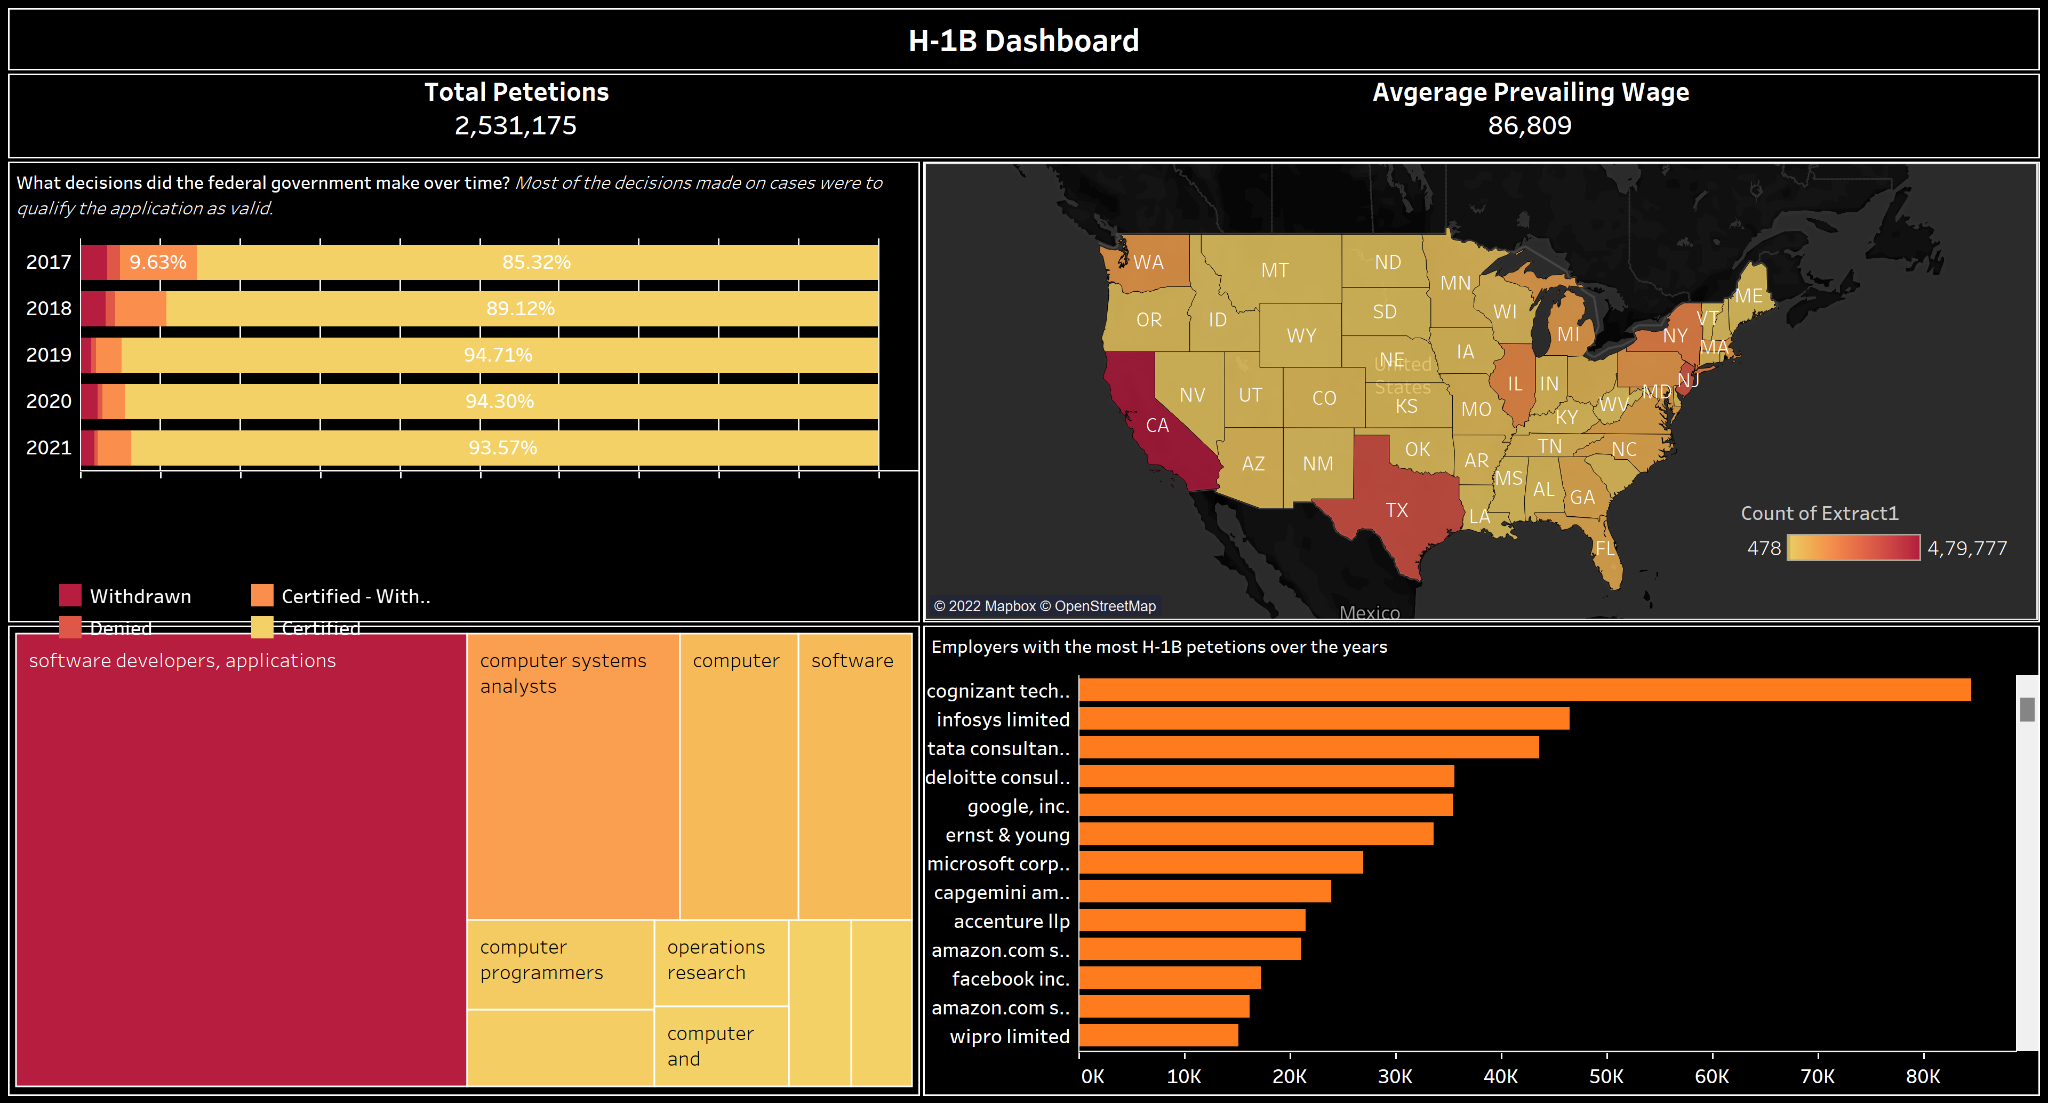 H-1B Dashboard
Total Petetions
2,531,175
Avgerage Prevailing Wage
86,809
What decisions did the federal government make over time? Most of the decisions made on cases were to
qualify the application as valid.
2017 9.63% 85.32%
2018 89.12%
2019 94.71%
2020 94.30%
2021 93.57%
Withdrawn
Certified - With..
Denied
Certified
WA
MT
ND
MN
ME
OR
ID
SD
WI
VT
WY
MI
NY
MA
IA
NE
United
States
NJ
NV
UT
CO
KS
IL
IN
MD
MO
WV
KY
CA
AZ
NM
OK
AR
TN
NC
MS
AL
GA
TX
LA
FL
Count of Extract1
478
4,79,777
Mexico
© 2022 Mapbox © OpenStreetMap
software developers, applications
computer systems
analysts
computer
software
computer
programmers
operations
research
computer
and
Employers with the most H-1B petetions over the years
cognizant tech..
infosys limited
tata consultan..
deloitte consul..
google, inc.
ernst & young
microsoft corp..
capgemini am..
accenture llp
amazon.com s..
facebook inc.
amazon.com s..
wipro limited
0K 10K 20K 30K 40K 50K 60K 70K 80K